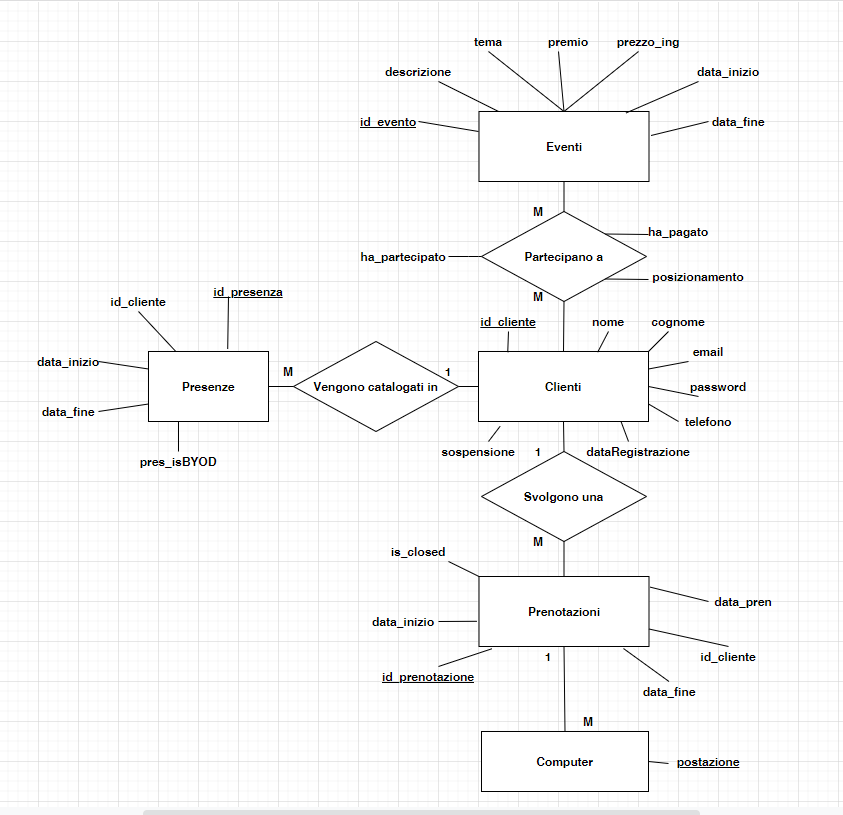 tema
premio
prezzo_ing
descrizione
data_inizio
id_evento
data_fine
Eventi
M
ha_pagato
ha_partecipato
Partecipano a
posizionamento
M
id_presenza
id_cliente
id_cliente
nome
cognome
email
data_inizio
M
Vengono catalogati in
1
Presenze
Clienti
password
data_fine
telefono
pres_isBYOD
sospensione
1
dataRegistrazione
Svolgono una
M
is_closed
data_pren
Prenotazioni
data_inizio
id_cliente
1
id_prenotazione
data_fine
M
Computer
postazione